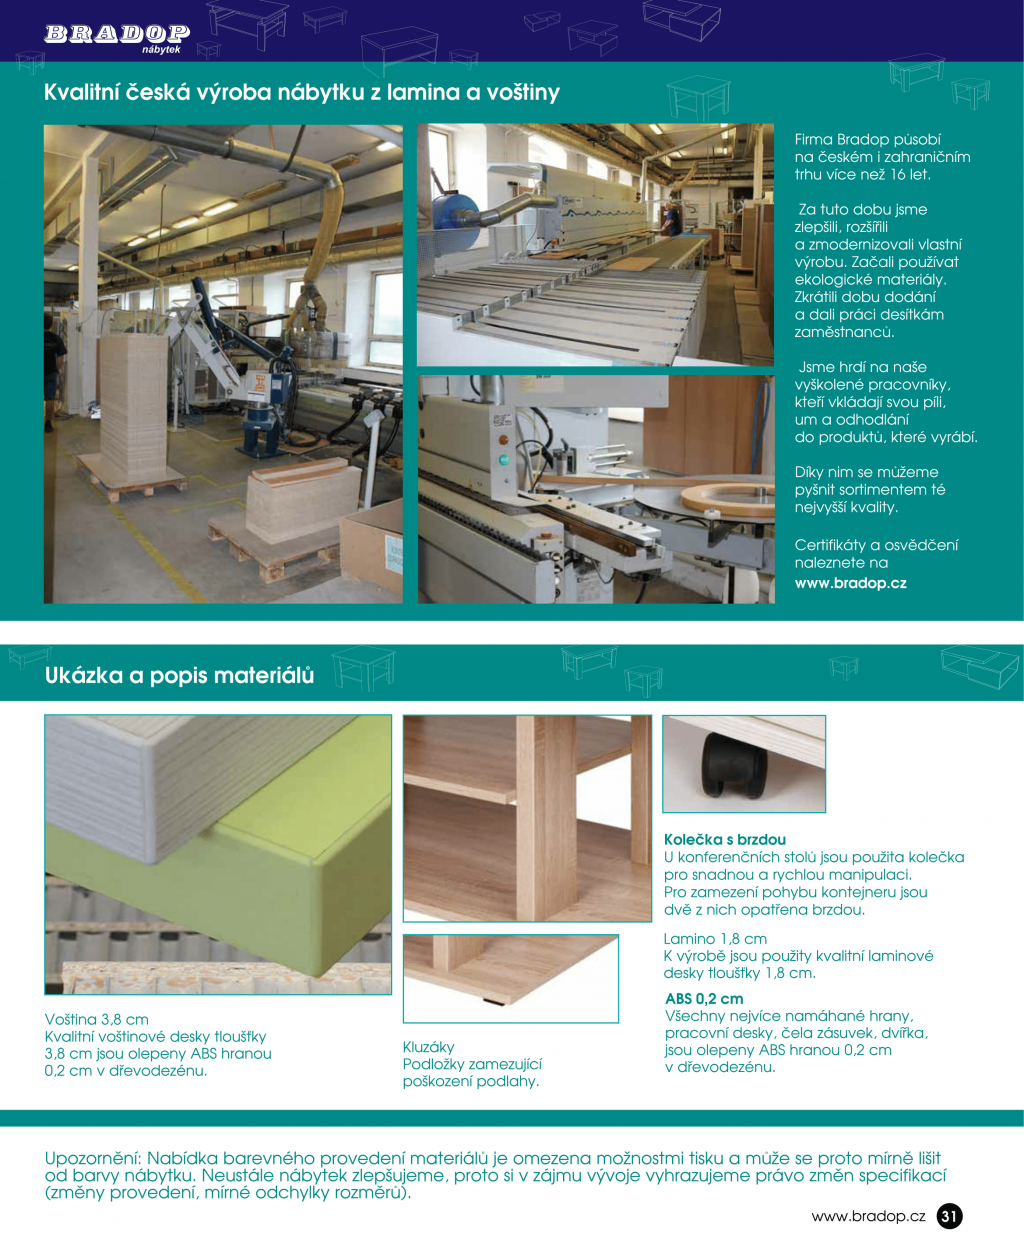 BRADOP
nábytek
Kvalitní česká výroba nábytku z lamina a voštiny
Firma Bradop působí
na českém i zahraničním
trhu více než 16 let.
Za tuto dobu jsme
zlepšili, rozšířili
a zmodernizovali vlastní
výrobu. Začali používat
ekologické materiály.
Zkrátili dobu dodání
a dali práci desítkám
zaměstnanců.
Jsme hrdí na naše
vyškolené pracovníky,
kteří vkládají svou píli,
um a odhodlání
do produktů, které vyrábí.
Díky nim se můžeme
pyšnit sortimentem té
nejvyšší kvality.
Certifikáty a osvědčení
naleznete na
www.bradop.cz
Ukázka a popis materiálů
Voština 3,8 cm
Kvalitní voštinové desky tloušťky
3,8 cm jsou olepeny ABS hranou
0,2 cm v dřevodezénu.
Kluzáky
Podložky zamezující
poškození podlahy.
Kolečka s brzdou
U konferenčních stolů jsou použita kolečka
pro snadnou a rychlou manipulaci.
Pro zamezení pohybu kontejneru jsou
dvě z nich opatřena brzdou.
Lamino 1,8 cm
K výrobě jsou použity kvalitní laminové
desky tloušťky 1,8 cm.
ABS 0,2 cm
Všechny nejvíce namáhané hrany,
pracovní desky, čela zásuvek, dvířka,
jsou olepeny ABS hranou 0,2 cm
v dřevodezénu.
Upozornění: Nabídka barevného provedení materiálů je omezena možnostmi tisku a může se proto mírně lišit
od barvy nábytku. Neustále nábytek zlepšujeme, proto si v zájmu vývoje vyhrazujeme právo změn specifikací
(změny provedení, mírné odchylky rozměrů).
www.bradop.cz 31